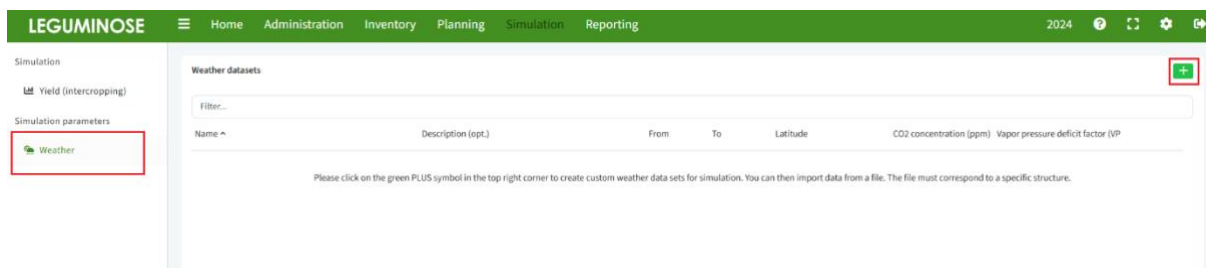 LEGUMINOSE Home Administration Inventory Planning Simulation Reporting 2024
Simulation
Yield (intercropping)
Simulation parameters
Weather
Weather datasets
Filter...
Name Description (opt.) From To Latitude CO2 concentration (ppm) Vapor pressure deficit factor (VP
Please click on the green PLUS symbol in the top right corner to create custom weather data sets for simulation. You can then import data from a file. The file must correspond to a specific structure.